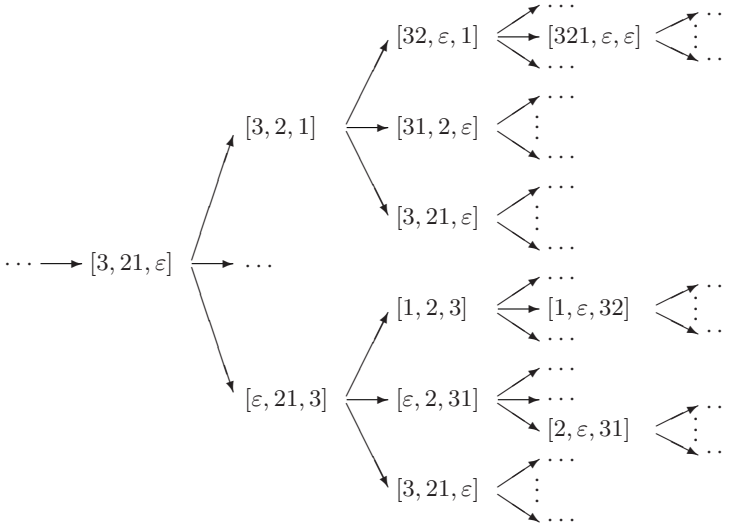 [32, ε, 1] ···
[321, ε, ε] ··
[3, 2, 1] [31, 2, ε] ···
[3, 21, ε] ···
··· [3, 21, ε] ···
[1, 2, 3] ··· [1, ε, 32] ··
[ε, 21, 3] [ε, 2, 31] ···
[2, ε, 31] ··
[3, 21, ε] ···